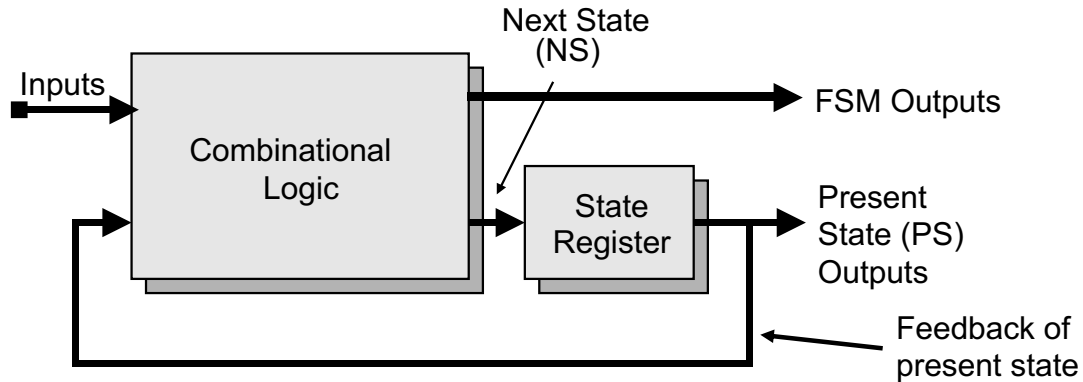 Next State
(NS)
Inputs
FSM Outputs
Combinational
Logic
State
Register
Present
State (PS)
Outputs
Feedback of
present state